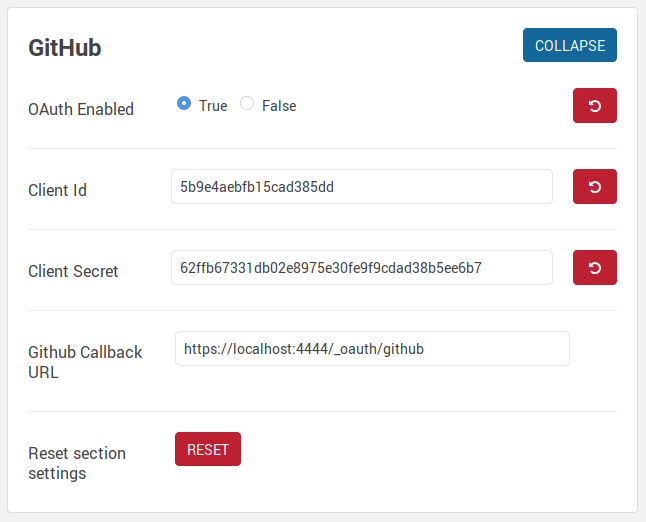 GitHub
COLLAPSE
OAuth Enabled
True
False
Client Id
5b9e4aebfb15cad385dd
Client Secret
62ffb67331db02e8975e30fe9f9cdad38b5ee6b7
Github Callback
URL
https://localhost:4444/_oauth/github
Reset section
settings
RESET